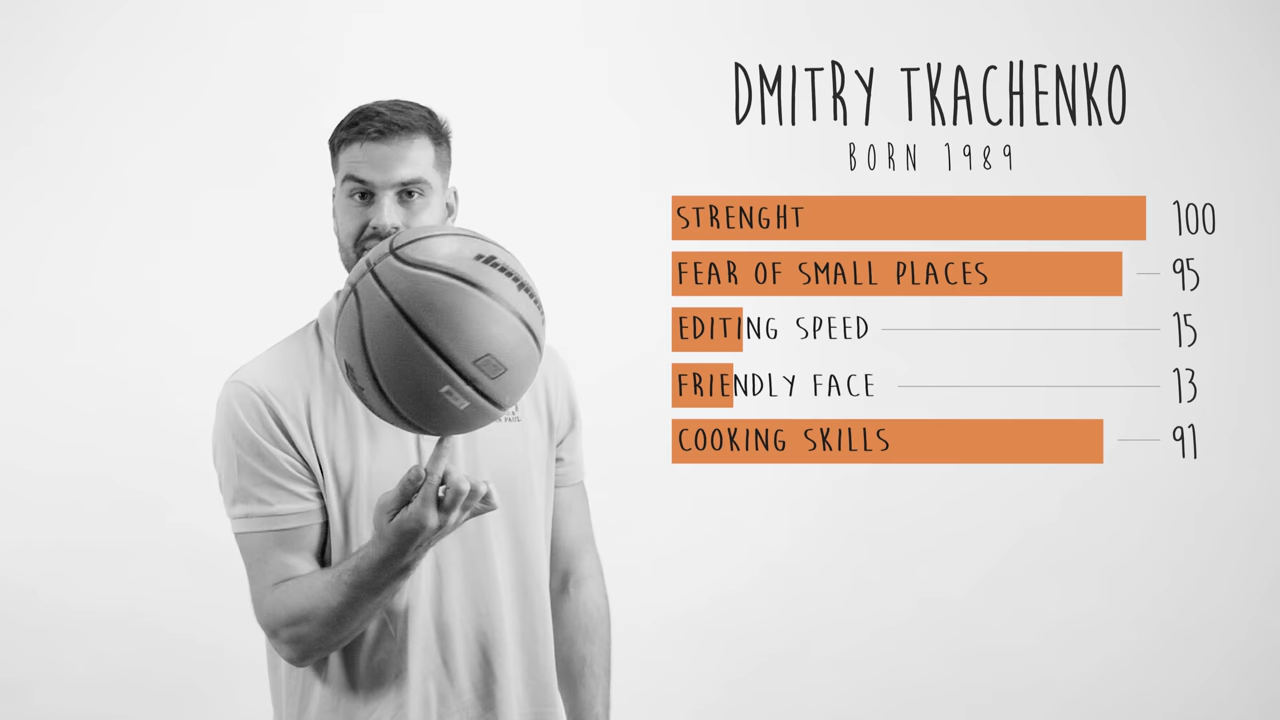 DMITRY TKACHENKO
BORN 1989
STRENGHT 100
FEAR OF SMALL PLACES 95
EDITING SPEED 15
FRIENDLY FACE 13
COOKING SKILLS 91
PAUL